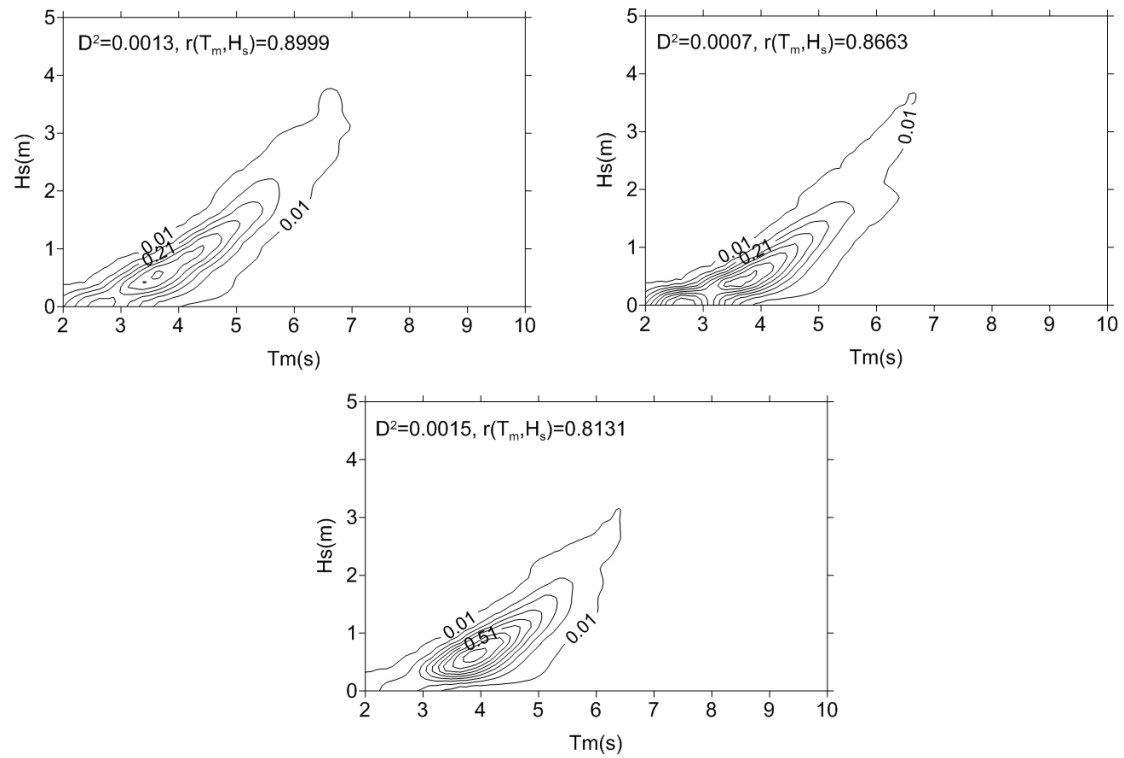 D²=0.0013, r(Tₘ,Hₛ)=0.8999
5
4
3
2
1
0
Hs(m)
0.01
0.21
0.01
2 3 4 5 6 7 8 9 10
Tm(s)
D²=0.0007, r(Tₘ,Hₛ)=0.8663
5
4
3
2
1
0
Hs(m)
0.01
0.01
0.21
2 3 4 5 6 7 8 9 10
Tm(s)
D²=0.0015, r(Tₘ,Hₛ)=0.8131
5
4
3
2
1
0
Hs(m)
0.01
0.51
0.01
2 3 4 5 6 7 8 9 10
Tm(s)